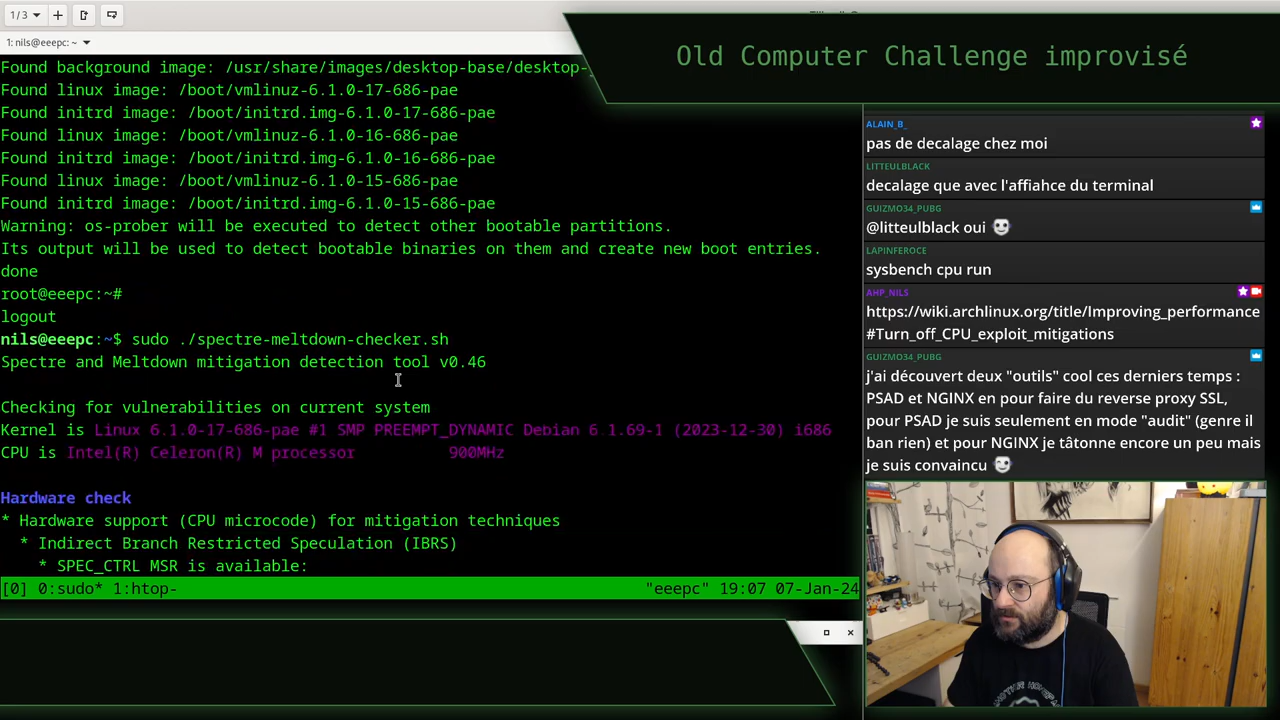 1/3
1: nils@eeepc: ~
Old Computer Challenge improvisé
Found background image: /usr/share/images/desktop-base/desktop-
Found linux image: /boot/vmlinuz-6.1.0-17-686-pae
Found initrd image: /boot/initrd.img-6.1.0-17-686-pae
Found linux image: /boot/vmlinuz-6.1.0-16-686-pae
Found initrd image: /boot/initrd.img-6.1.0-16-686-pae
Found linux image: /boot/vmlinuz-6.1.0-15-686-pae
Found initrd image: /boot/initrd.img-6.1.0-15-686-pae
Warning: os-prober will be executed to detect other bootable partitions.
Its output will be used to detect bootable binaries on them and create new boot entries.
done
root@eeepc:~#
logout
nils@eeepc:~$ sudo ./spectre-meltdown-checker.sh
Spectre and Meltdown mitigation detection tool v0.46
Checking for vulnerabilities on current system
Kernel is Linux 6.1.0-17-686-pae #1 SMP PREEMPT_DYNAMIC Debian 6.1.69-1 (2023-12-30) i686
CPU is Intel(R) Celeron(R) M processor 900MHz
Hardware check
* Hardware support (CPU microcode) for mitigation techniques
* Indirect Branch Restricted Speculation (IBRS)
* SPEC_CTRL MSR is available:
[0] 0:sudo* 1:htop- "eeepc" 19:07 07-Jan-24
ALAIN_B_
pas de decalage chez moi
LITTEULBLACK
decalage que avec l'affiahce du terminal
GUIZMO34_PUBG
@litteulblack oui
LAPINFEROCE
sysbench cpu run
AHP_NILS
https://wiki.archlinux.org/title/Improving_performance
#Turn_off_CPU_exploit_mitigations
GUIZMO34_PUBG
j'ai découvert deux "outils" cool ces derniers temps :
PSAD et NGINX en pour faire du reverse proxy SSL,
pour PSAD je suis seulement en mode "audit" (genre il
ban rien) et pour NGINX je tâtonne encore un peu mais
je suis convaincu